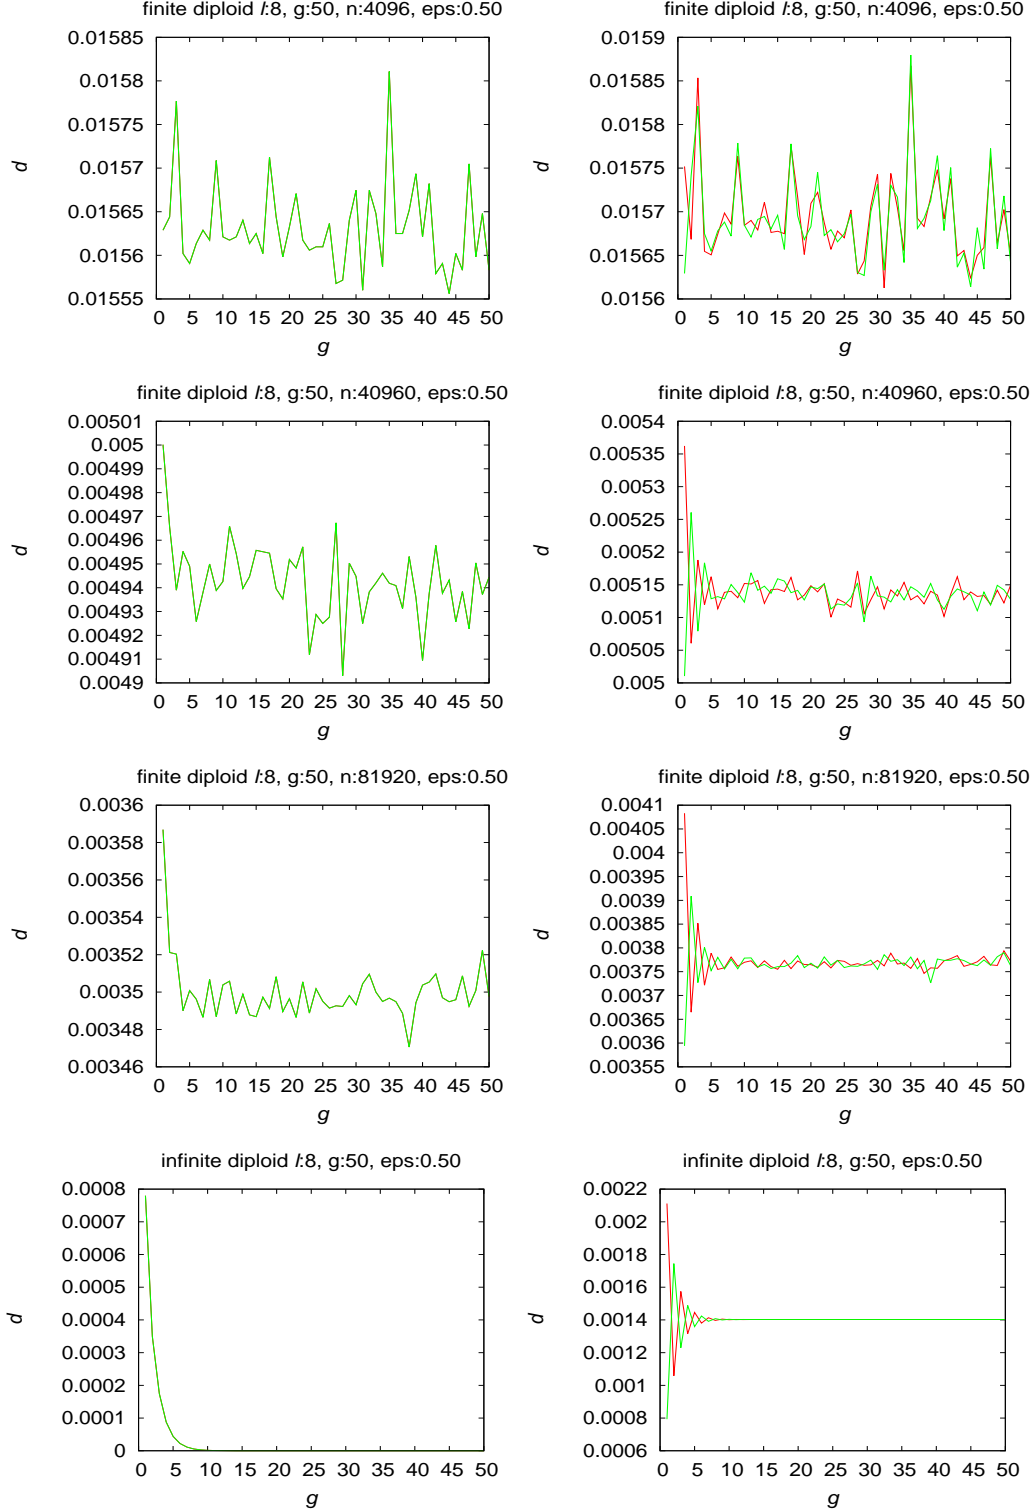 finite diploid l:8, g:50, n:4096, eps:0.50
0.01585
0.0158
0.01575
0.0157
0.01565
0.0156
0.01555
d
0 5 10 15 20 25 30 35 40 45 50
g
finite diploid l:8, g:50, n:4096, eps:0.50
0.0159
0.01585
0.0158
0.01575
0.0157
0.01565
0.0156
d
0 5 10 15 20 25 30 35 40 45 50
g
finite diploid l:8, g:50, n:40960, eps:0.50
0.00501
0.005
0.00499
0.00498
0.00497
0.00496
0.00495
0.00494
0.00493
0.00492
0.00491
0.0049
d
0 5 10 15 20 25 30 35 40 45 50
g
finite diploid l:8, g:50, n:40960, eps:0.50
0.0054
0.00535
0.0053
0.00525
0.0052
0.00515
0.0051
0.00505
0.005
d
0 5 10 15 20 25 30 35 40 45 50
g
finite diploid l:8, g:50, n:81920, eps:0.50
0.0036
0.00358
0.00356
0.00354
0.00352
0.0035
0.00348
0.00346
d
0 5 10 15 20 25 30 35 40 45 50
g
finite diploid l:8, g:50, n:81920, eps:0.50
0.0041
0.00405
0.004
0.00395
0.0039
0.00385
0.0038
0.00375
0.0037
0.00365
0.0036
0.00355
d
0 5 10 15 20 25 30 35 40 45 50
g
infinite diploid l:8, g:50, eps:0.50
0.0008
0.0007
0.0006
0.0005
0.0004
0.0003
0.0002
0.0001
0
d
0 5 10 15 20 25 30 35 40 45 50
g
infinite diploid l:8, g:50, eps:0.50
0.0022
0.002
0.0018
0.0016
0.0014
0.0012
0.001
0.0008
0.0006
d
0 5 10 15 20 25 30 35 40 45 50
g